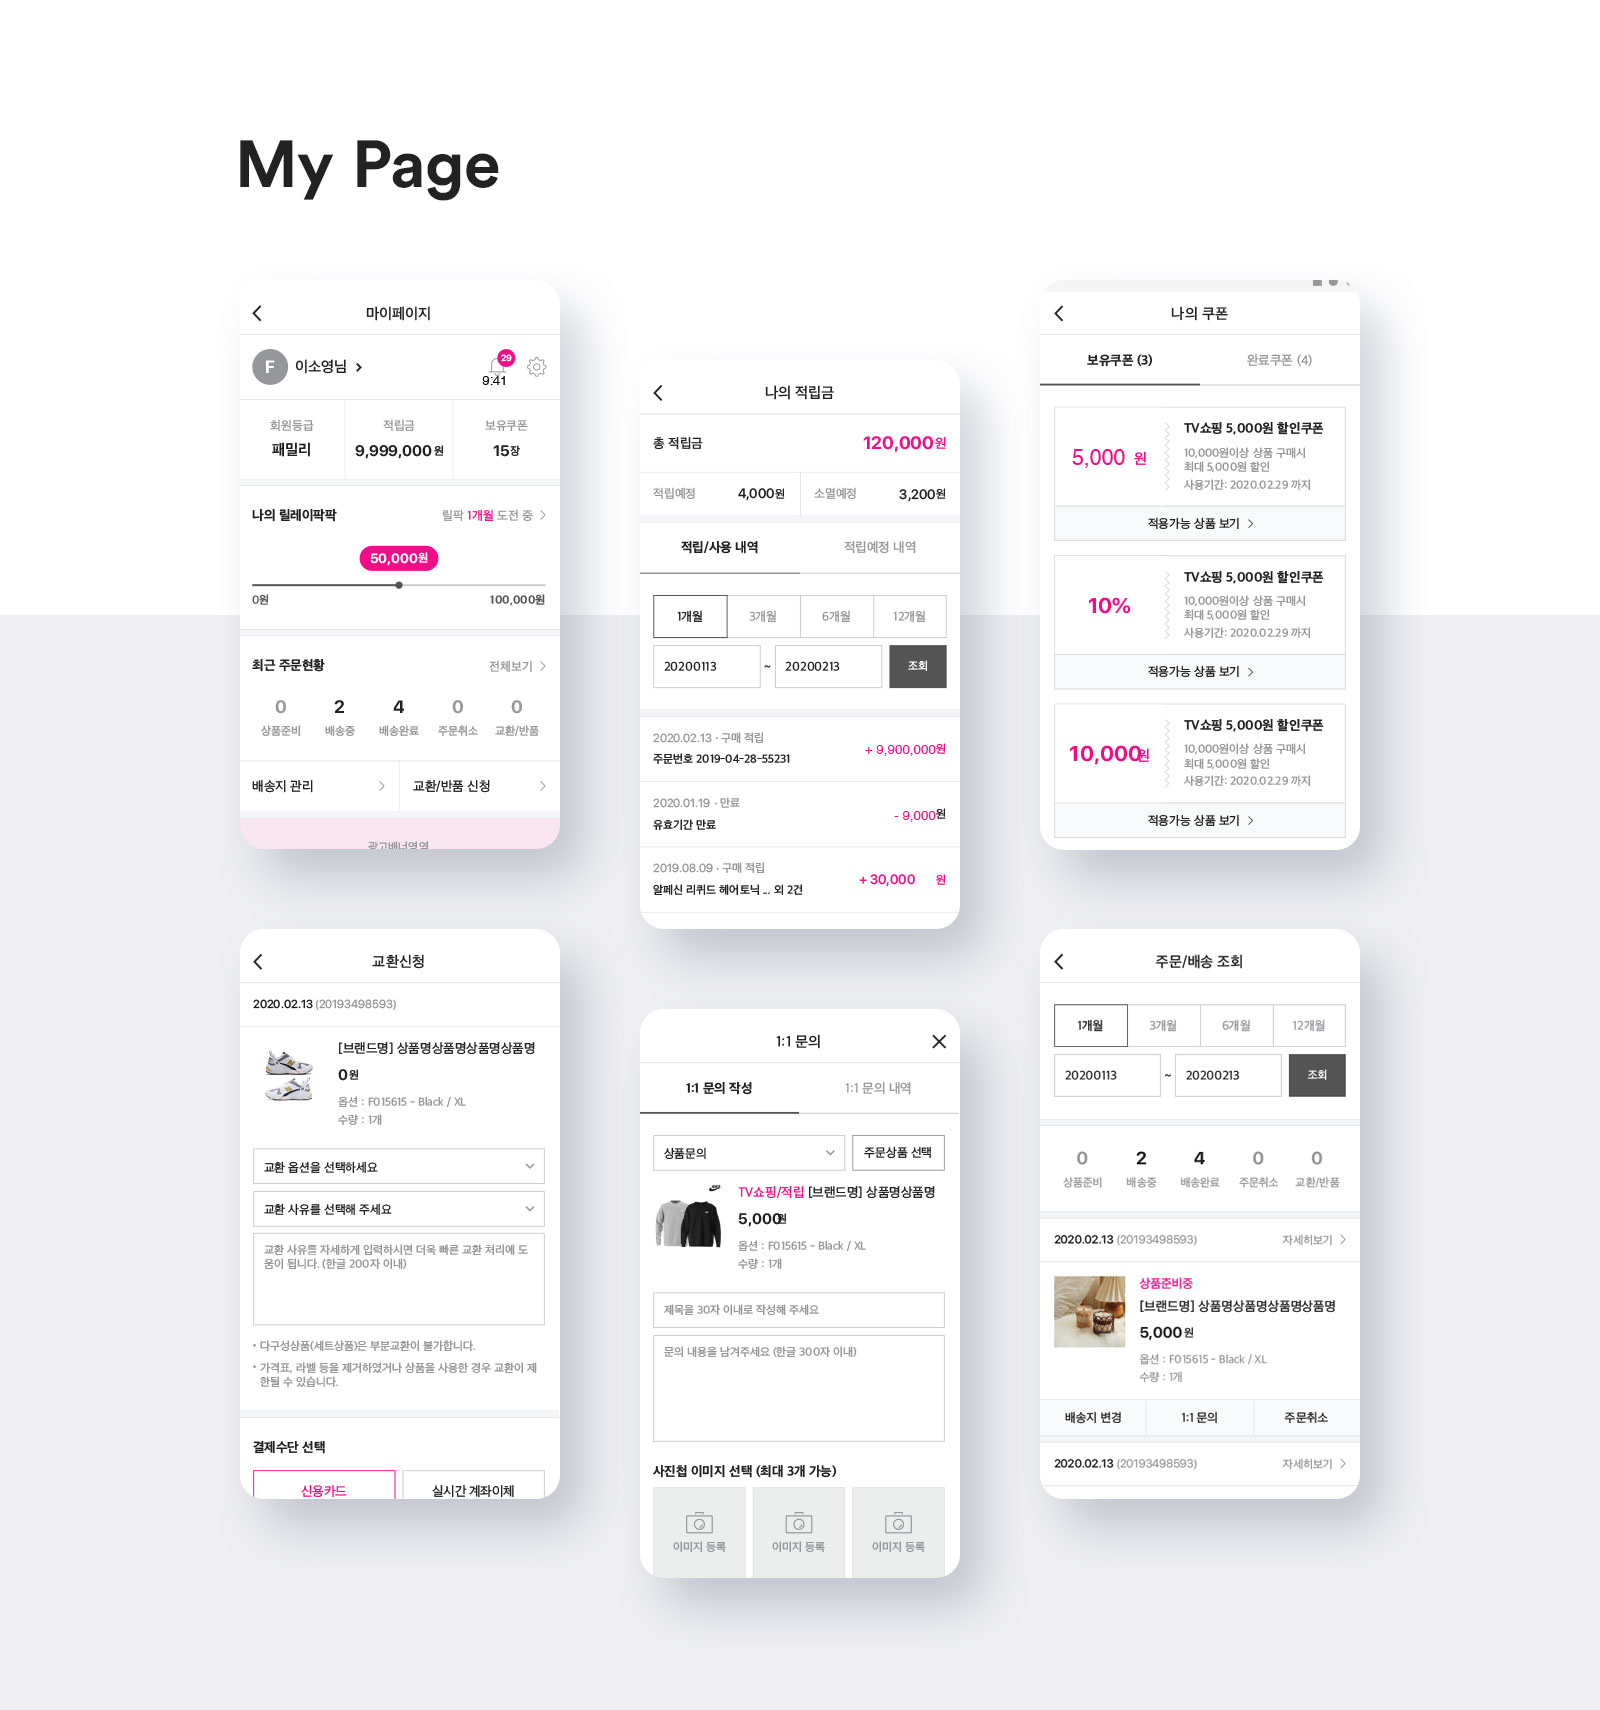 My Page
마이페이지
F 이소영님
29
9:41
회원등급 적립금 보유쿠폰
패밀리 9,999,000 원 15장
나의 릴레이팍팍 릴팍 1개월 도전 중
50,000원
0원 100,000원
최근 주문현황 전체보기
0 2 4 0 0
상품준비 배송중 배송완료 주문취소 교환/반품
배송지 관리 교환/반품 신청
광고배너영역
나의 적립금
총 적립금 120,000원
적립예정 4,000원 소멸예정 3,200원
적립/사용 내역 적립예정 내역
1개월 3개월 6개월 12개월
20200113 ~ 20200213 조회
2020.02.13 · 구매 적립
주문번호 2019-04-28-55231
+ 9,900,000원
2020.01.19 · 만료
유효기간 만료
- 9,000원
2019.08.09 · 구매 적립
알페신 리퀴드 헤어토닉 ... 외 2건
+ 30,000 원
나의 쿠폰
보유쿠폰 (3) 완료쿠폰 (4)
5,000 원
TV쇼핑 5,000원 할인쿠폰
10,000원이상 상품 구매시
최대 5,000원 할인
사용기간: 2020.02.29 까지
적용가능 상품 보기
10%
TV쇼핑 5,000원 할인쿠폰
10,000원이상 상품 구매시
최대 5,000원 할인
사용기간: 2020.02.29 까지
적용가능 상품 보기
10,000원
TV쇼핑 5,000원 할인쿠폰
10,000원이상 상품 구매시
최대 5,000원 할인
사용기간: 2020.02.29 까지
적용가능 상품 보기
교환신청
2020.02.13 (20193498593)
[브랜드명] 상품명상품명상품명상품명
0원
옵션 : F015615 - Black / XL
수량 : 1개
교환 옵션을 선택하세요
교환 사유를 선택해 주세요
교환 사유를 자세하게 입력하시면 더욱 빠른 교환 처리에 도
움이 됩니다. (한글 200자 이내)
• 다구성상품(세트상품)은 부분교환이 불가합니다.
• 가격표, 라벨 등을 제거하였거나 상품을 사용한 경우 교환이 제
한될 수 있습니다.
결제수단 선택
신용카드 실시간 계좌이체
1:1 문의
1:1 문의 작성 1:1 문의 내역
상품문의 주문상품 선택
TV쇼핑/적립 [브랜드명] 상품명상품명
5,000원
옵션 : F015615 - Black / XL
수량 : 1개
제목을 30자 이내로 작성해 주세요
문의 내용을 남겨주세요 (한글 300자 이내)
사진첩 이미지 선택 (최대 3개 가능)
이미지 등록 이미지 등록 이미지 등록
주문/배송 조회
1개월 3개월 6개월 12개월
20200113 ~ 20200213 조회
0 2 4 0 0
상품준비 배송중 배송완료 주문취소 교환/반품
2020.02.13 (20193498593) 자세히보기
상품준비중
[브랜드명] 상품명상품명상품명상품명
5,000원
옵션 : F015615 - Black / XL
수량 : 1개
배송지 변경 1:1 문의 주문취소
2020.02.13 (20193498593) 자세히보기